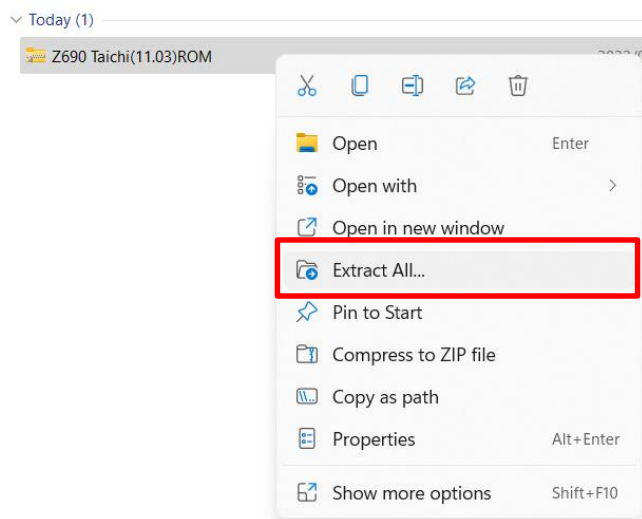 Today (1)
Z690 Taichi(11.03)ROM
Open Enter
Open with
Open in new window
Extract All...
Pin to Start
Compress to ZIP file
Copy as path
Properties Alt+Enter
Show more options Shift+F10